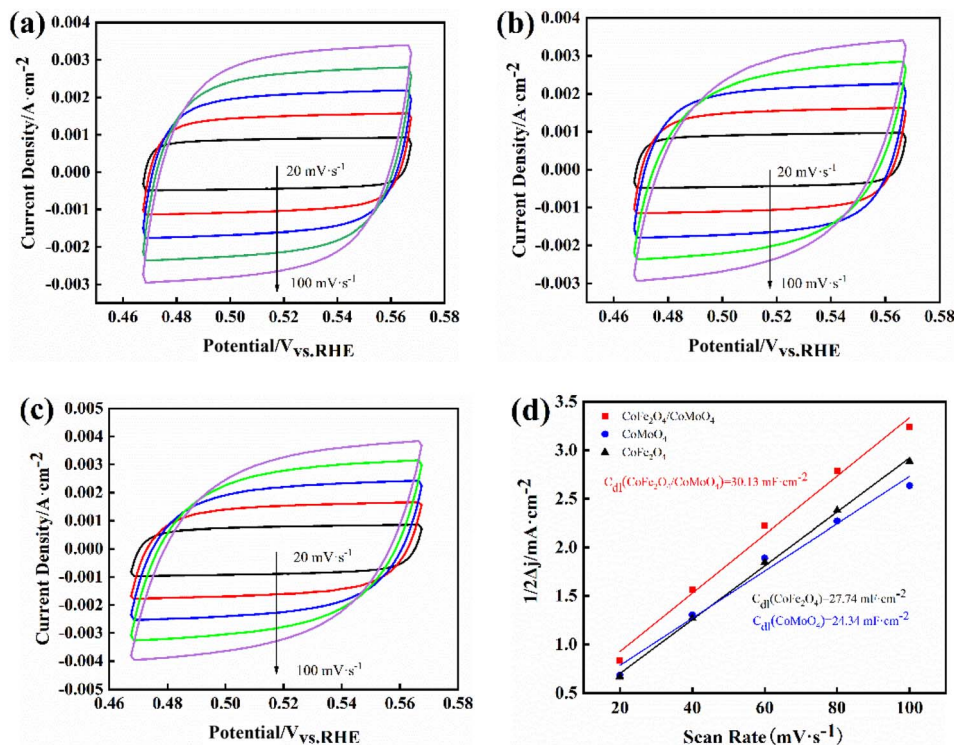 (a)
0.004
0.003
0.002
0.001
0.000
-0.001
-0.002
-0.003
Current Density/A·cm⁻²
20 mV·s⁻¹
100 mV·s⁻¹
0.46 0.48 0.50 0.52 0.54 0.56 0.58
Potential/Vvs.RHE
(b)
0.004
0.003
0.002
0.001
0.000
-0.001
-0.002
-0.003
Current Density/A·cm⁻²
20 mV·s⁻¹
100 mV·s⁻¹
0.46 0.48 0.50 0.52 0.54 0.56 0.58
Potential/Vvs.RHE
(c)
0.005
0.004
0.003
0.002
0.001
0.000
-0.001
-0.002
-0.003
-0.004
-0.005
Current Density/A·cm⁻²
20 mV·s⁻¹
100 mV·s⁻¹
0.46 0.48 0.50 0.52 0.54 0.56 0.58
Potential/Vvs.RHE
(d)
3.5
3.0
2.5
2.0
1.5
1.0
0.5
1/2Δj/mA·cm⁻²
CoFe₂O₄/CoMoO₄
CoMoO₄
CoFe₂O₄
Cdl(CoFe₂O₄/CoMoO₄)=30.13 mF·cm⁻²
Cdl(CoFe₂O₄)=27.74 mF·cm⁻²
Cdl(CoMoO₄)=24.34 mF·cm⁻²
20 40 60 80 100
Scan Rate(mV·s⁻¹)